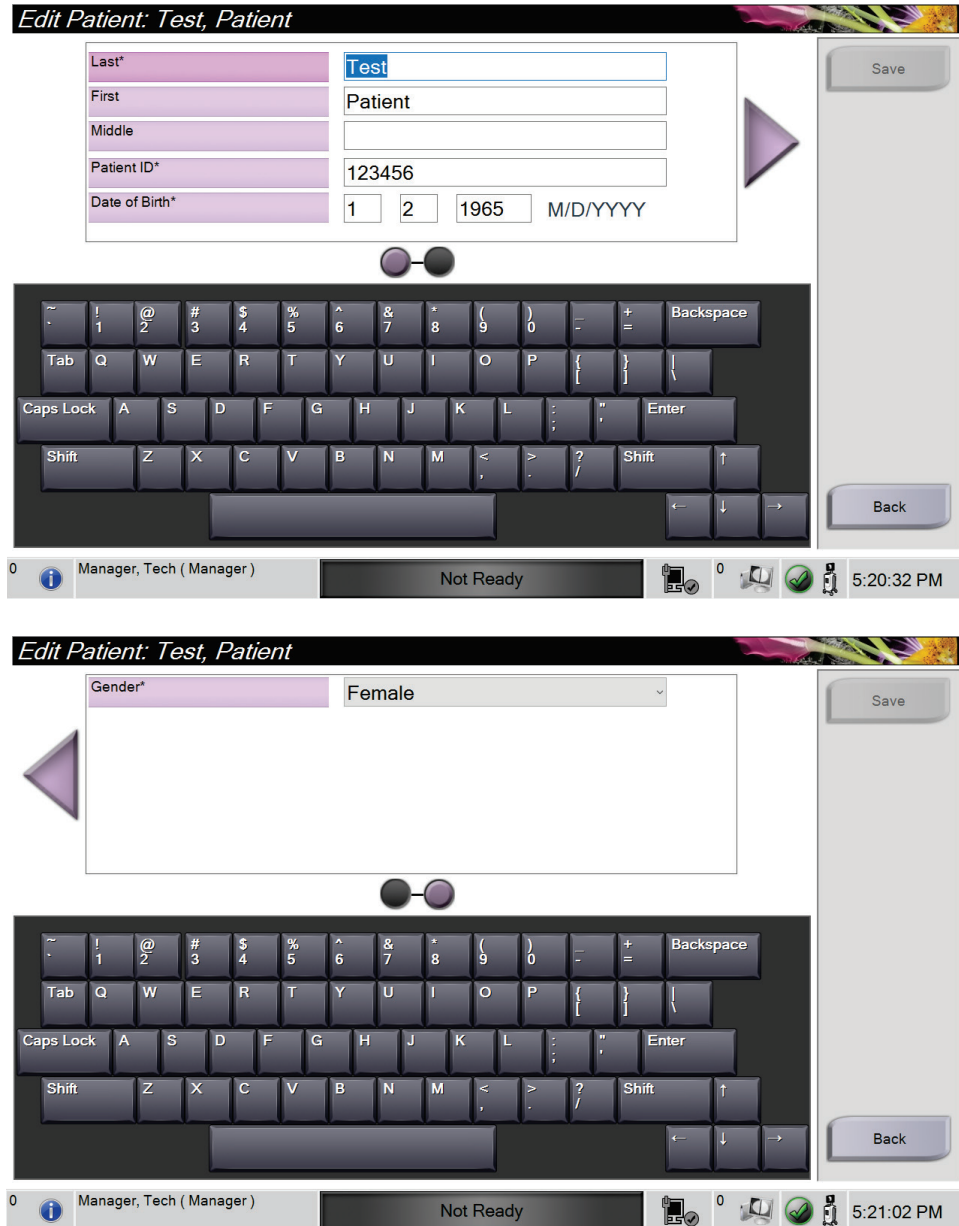 Edit Patient: Test, Patient
Last* Test
First Patient
Middle
Patient ID* 123456
Date of Birth* 1 2 1965 M/D/YYYY
Save
~ ` ! 1 @ 2 # 3 $ 4 % 5 ^ 6 & 7 * 8 ( 9 ) 0 _ - + = Backspace
Tab Q W E R T Y U I O P { [ } ] | \
Caps Lock A S D F G H J K L : ; " ' Enter
Shift Z X C V B N M < , > . ? / Shift ↑
← ↓ →
Back
0 Manager, Tech ( Manager ) Not Ready 0 5:20:32 PM
Edit Patient: Test, Patient
Gender* Female
Save
~ ` ! 1 @ 2 # 3 $ 4 % 5 ^ 6 & 7 * 8 ( 9 ) 0 _ - + = Backspace
Tab Q W E R T Y U I O P { [ } ] | \
Caps Lock A S D F G H J K L : ; " ' Enter
Shift Z X C V B N M < , > . ? / Shift ↑
← ↓ →
Back
0 Manager, Tech ( Manager ) Not Ready 0 5:21:02 PM